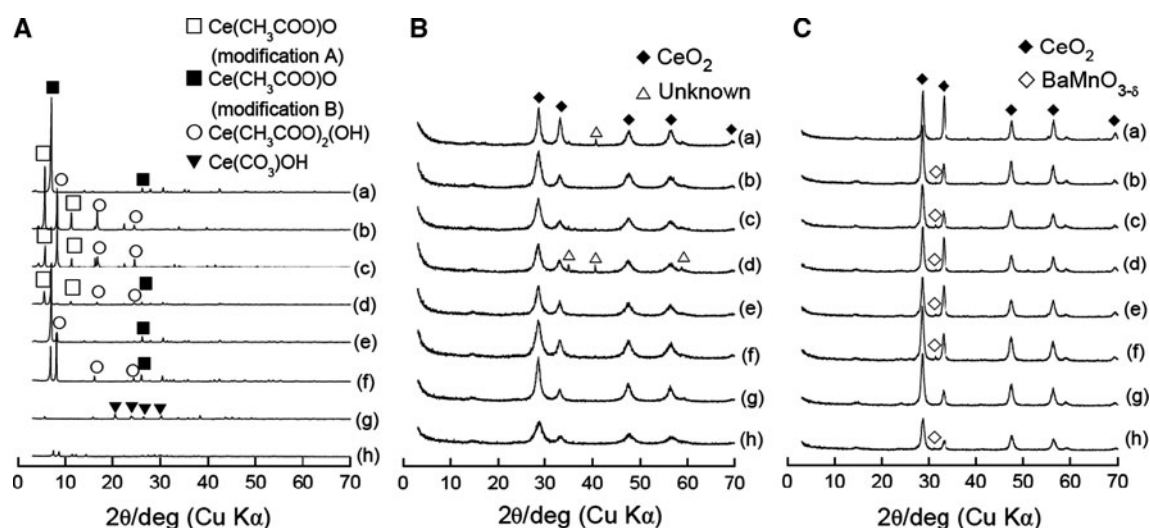 A
□ Ce(CH₃COO)O
(modification A)
■ Ce(CH₃COO)O
(modification B)
○ Ce(CH₃COO)₂(OH)
▼ Ce(CO₃)OH
(a)
(b)
(c)
(d)
(e)
(f)
(g)
(h)
0 10 20 30 40 50 60 70
2θ/deg (Cu Kα)
B
◆ CeO₂
△ Unknown
(a)
(b)
(c)
(d)
(e)
(f)
(g)
(h)
0 10 20 30 40 50 60 70
2θ/deg (Cu Kα)
C
◆ CeO₂
◇ BaMnO₃₋δ
(a)
(b)
(c)
(d)
(e)
(f)
(g)
(h)
0 10 20 30 40 50 60 70
2θ/deg (Cu Kα)